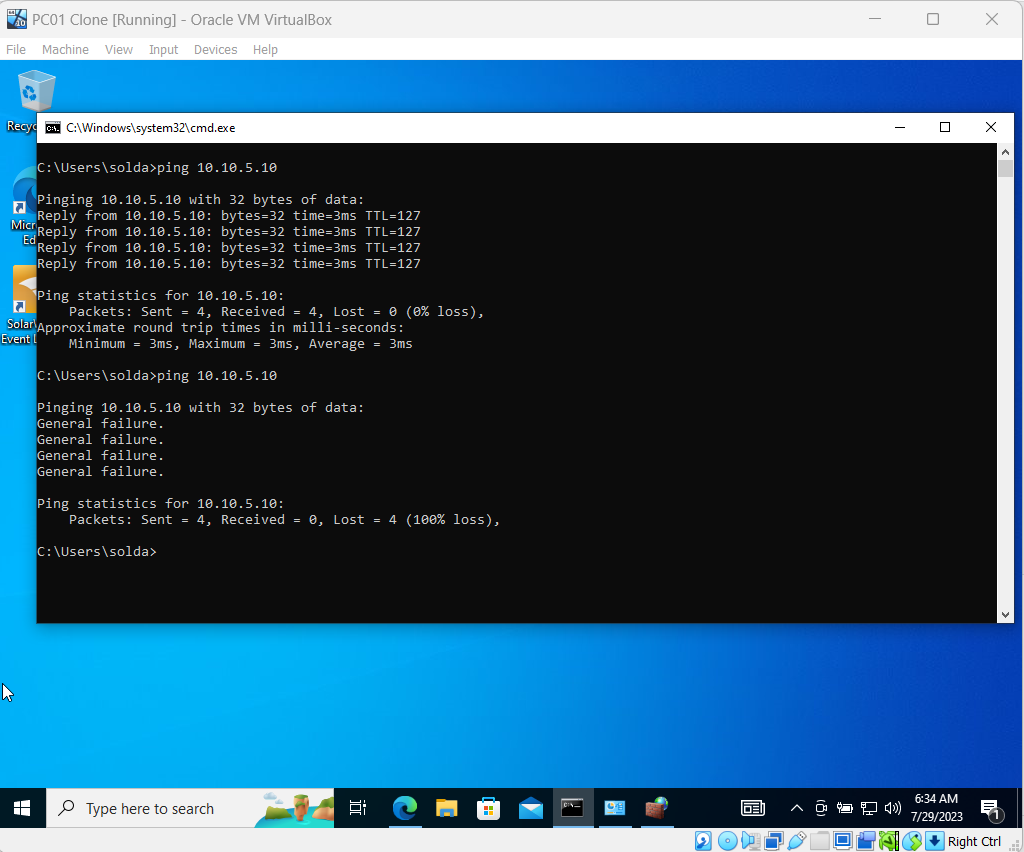 PC01 Clone [Running] - Oracle VM VirtualBox
File Machine View Input Devices Help
C:\Windows\system32\cmd.exe
C:\Users\solda>ping 10.10.5.10
Pinging 10.10.5.10 with 32 bytes of data:
Reply from 10.10.5.10: bytes=32 time=3ms TTL=127
Reply from 10.10.5.10: bytes=32 time=3ms TTL=127
Reply from 10.10.5.10: bytes=32 time=3ms TTL=127
Reply from 10.10.5.10: bytes=32 time=3ms TTL=127
Ping statistics for 10.10.5.10:
Packets: Sent = 4, Received = 4, Lost = 0 (0% loss),
Approximate round trip times in milli-seconds:
Minimum = 3ms, Maximum = 3ms, Average = 3ms
C:\Users\solda>ping 10.10.5.10
Pinging 10.10.5.10 with 32 bytes of data:
General failure.
General failure.
General failure.
General failure.
Ping statistics for 10.10.5.10:
Packets: Sent = 4, Received = 0, Lost = 4 (100% loss),
C:\Users\solda>
Recyc
Micr
Ed
Solar
Event
Type here to search
6:34 AM
7/29/2023
1
Right Ctrl